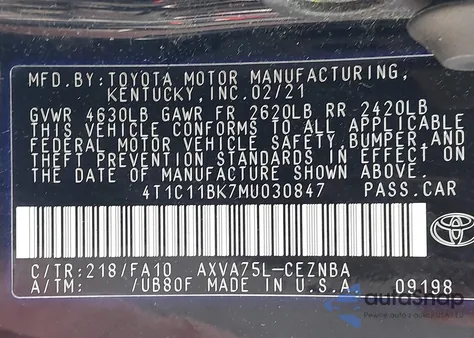 MFD.BY:TOYOTA MOTOR MANUFACTURING,
KENTUCKY, INC. 02/21
GVWR 4630LB GAWR FR 2620LB RR 2420LB
THIS VEHICLE CONFORMS TO ALL APPLICABLE
FEDERAL MOTOR VEHICLE SAFETY,BUMPER,AND
THEFT PREVENTION STANDARDS IN EFFECT ON
THE DATE OF MANUFACTURE SHOWN ABOVE.
4T1C11BK7MU030847 PASS.CAR
TOYOTA
C/TR:218/FA10 AXVA75L-CEZNBA
A/TM: /UB80F MADE IN U.S.A. 09198
autoshap